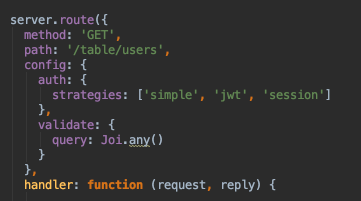 server.route({
  method: 'GET',
  path: '/table/users',
  config: {
    auth: {
      strategies: ['simple', 'jwt', 'session']
    },
    validate: {
      query: Joi.any()
    }
  },
  handler: function (request, reply) {